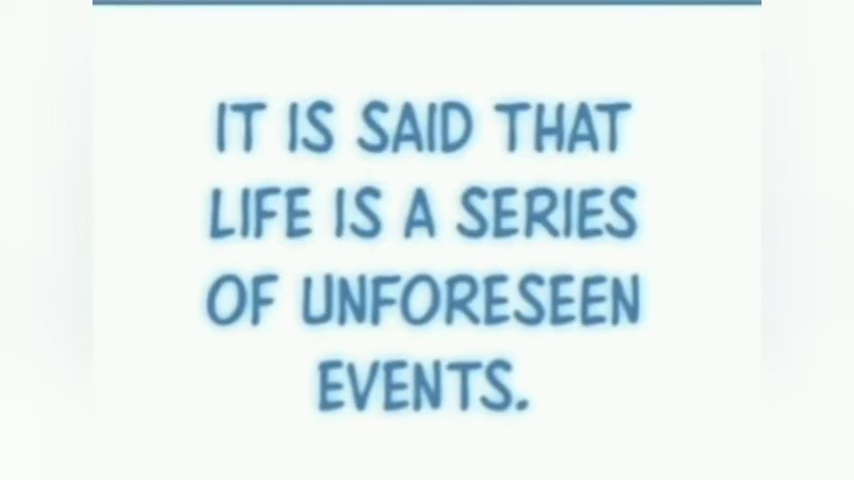 IT IS SAID THAT
LIFE IS A SERIES
OF UNFORESEEN
EVENTS.